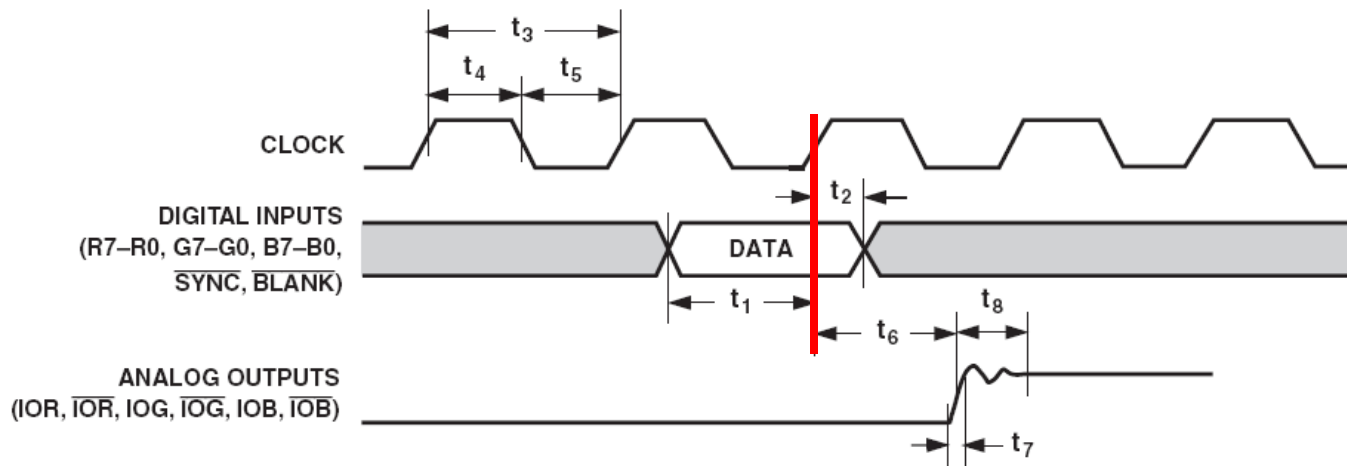 t3
t4 t5
CLOCK
t2
DIGITAL INPUTS
(R7–R0, G7–G0, B7–B0,
SYNC, BLANK)
DATA
t1
t8
t6
ANALOG OUTPUTS
(IOR, IOR, IOG, IOG, IOB, IOB)
t7